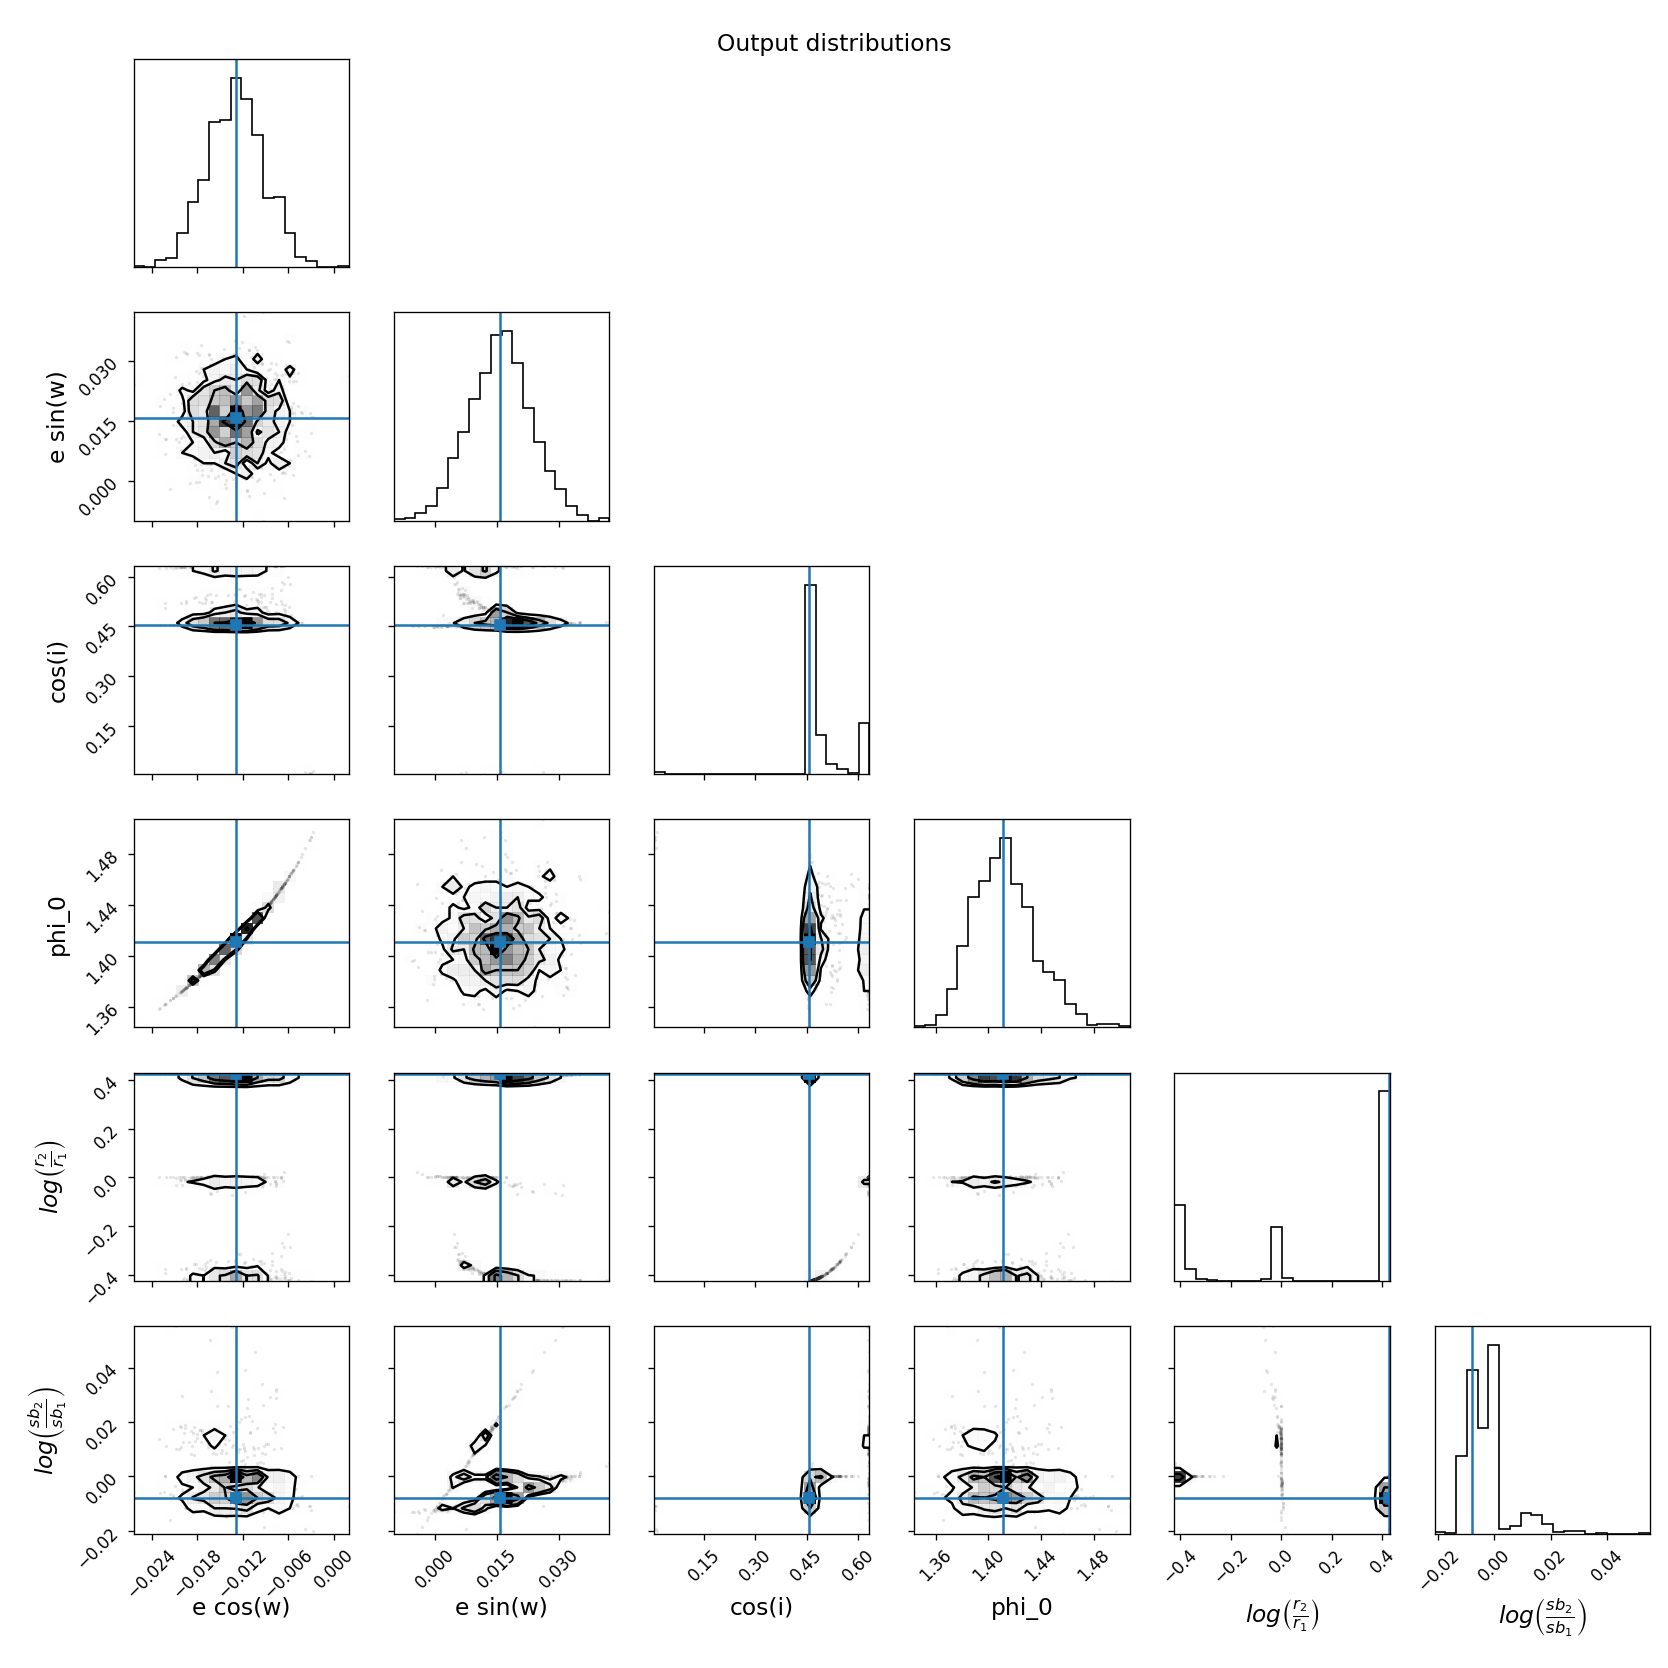 Output distributions
e sin(w)
0.030
0.015
0.000
cos(i)
0.60
0.45
0.30
0.15
phi_0
1.48
1.44
1.40
1.36
log(r₂/r₁)
0.4
0.2
0.0
−0.2
−0.4
log(sb₂/sb₁)
0.04
0.02
0.00
−0.02
−0.024 −0.018 −0.012 −0.006 0.000
0.000 0.015 0.030
0.15 0.30 0.45 0.60
1.36 1.40 1.44 1.48
−0.4 −0.2 0.0 0.2 0.4
−0.02 0.00 0.02 0.04
e cos(w) e sin(w) cos(i) phi_0 log(r₂/r₁) log(sb₂/sb₁)